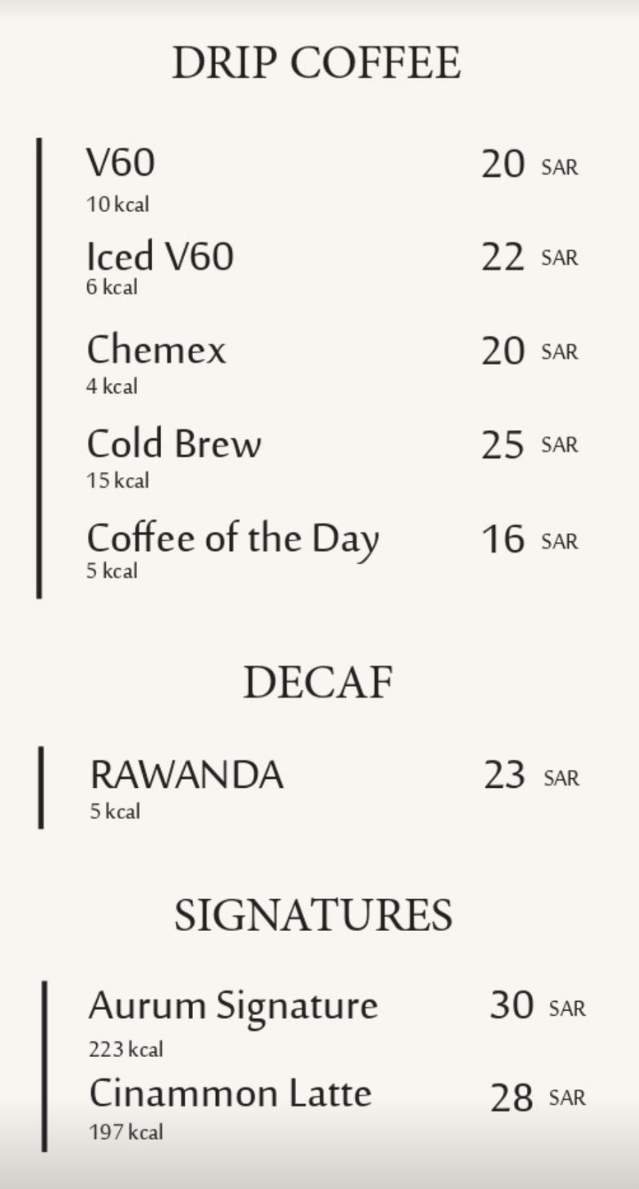 DRIP COFFEE
V60 20 SAR
10 kcal
Iced V60 22 SAR
6 kcal
Chemex 20 SAR
4 kcal
Cold Brew 25 SAR
15 kcal
Coffee of the Day 16 SAR
5 kcal
DECAF
RAWANDA 23 SAR
5 kcal
SIGNATURES
Aurum Signature 30 SAR
223 kcal
Cinammon Latte 28 SAR
197 kcal